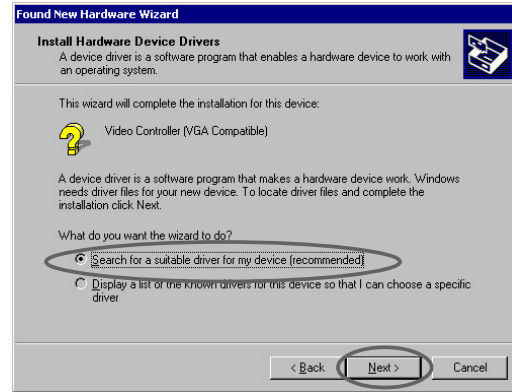 Found New Hardware Wizard
Install Hardware Device Drivers
A device driver is a software program that enables a hardware device to work with
an operating system.
This wizard will complete the installation for this device:
Video Controller (VGA Compatible)
A device driver is a software program that makes a hardware device work. Windows
needs driver files for your new device. To locate driver files and complete the
installation click Next.
What do you want the wizard to do?
Search for a suitable driver for my device (recommended)
Display a list of the known drivers for this device so that I can choose a specific
driver
< Back
Next >
Cancel